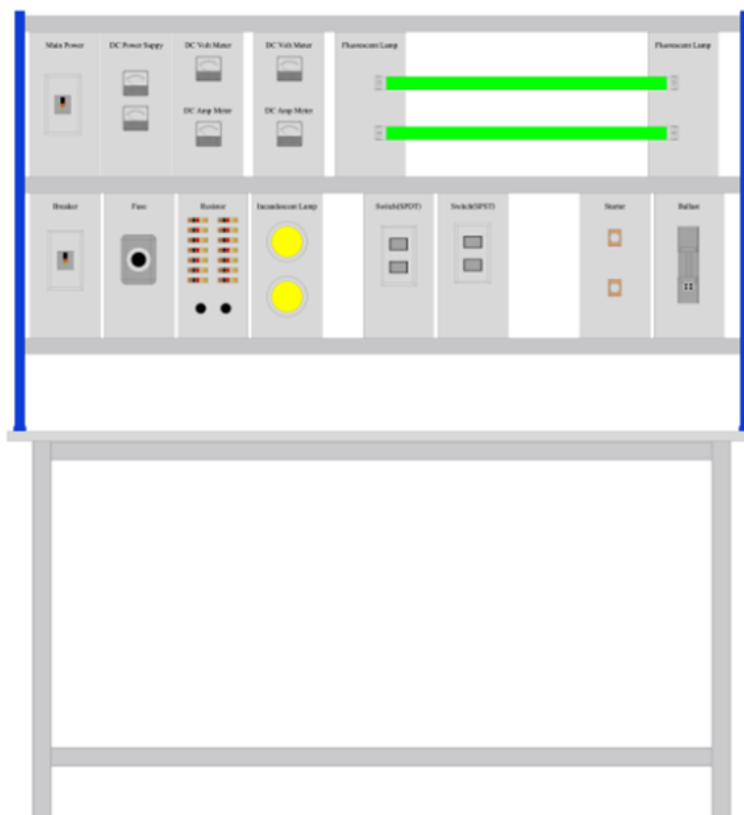 Main Power
DC Power Suppy
DC Volt Meter
DC Volt Meter
Fluorescent Lamp
Fluorescent Lamp
DC Amp Meter
DC Amp Meter
Breaker
Fuse
Resistor
Incandescent Lamp
Switch(SPDT)
Switch(SPST)
Starter
Ballast